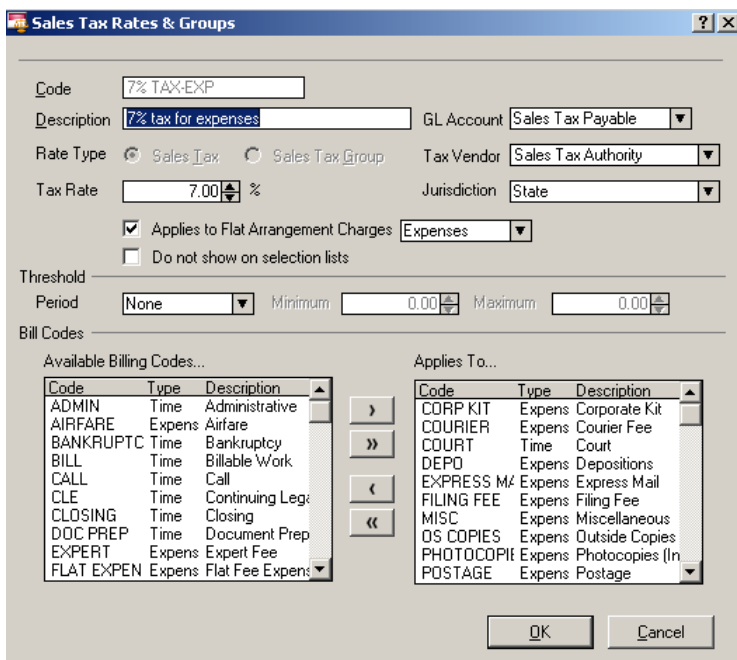 Sales Tax Rates & Groups
Code 7% TAX-EXP
Description 7% tax for expenses GL Account Sales Tax Payable
Rate Type Sales Tax Sales Tax Group Tax Vendor Sales Tax Authority
Tax Rate 7.00 % Jurisdiction State
Applies to Flat Arrangement Charges Expenses
Do not show on selection lists
Threshold
Period None Minimum 0.00 Maximum 0.00
Bill Codes
Available Billing Codes...
Code Type Description
ADMIN Time Administrative
AIRFARE Expens Airfare
BANKRUPTC Time Bankruptcy
BILL Time Billable Work
CALL Time Call
CLE Time Continuing Lega
CLOSING Time Closing
DOC PREP Time Document Prep
EXPERT Expens Expert Fee
FLAT EXPEN Expens Flat Fee Expens
Applies To...
Code Type Description
CORP KIT Expens Corporate Kit
COURIER Expens Courier Fee
COURT Time Court
DEPO Expens Depositions
EXPRESS MA Expens Express Mail
FILING FEE Expens Filing Fee
MISC Expens Miscellaneous
OS COPIES Expens Outside Copies
PHOTOCOPIE Expens Photocopies (In
POSTAGE Expens Postage
OK Cancel